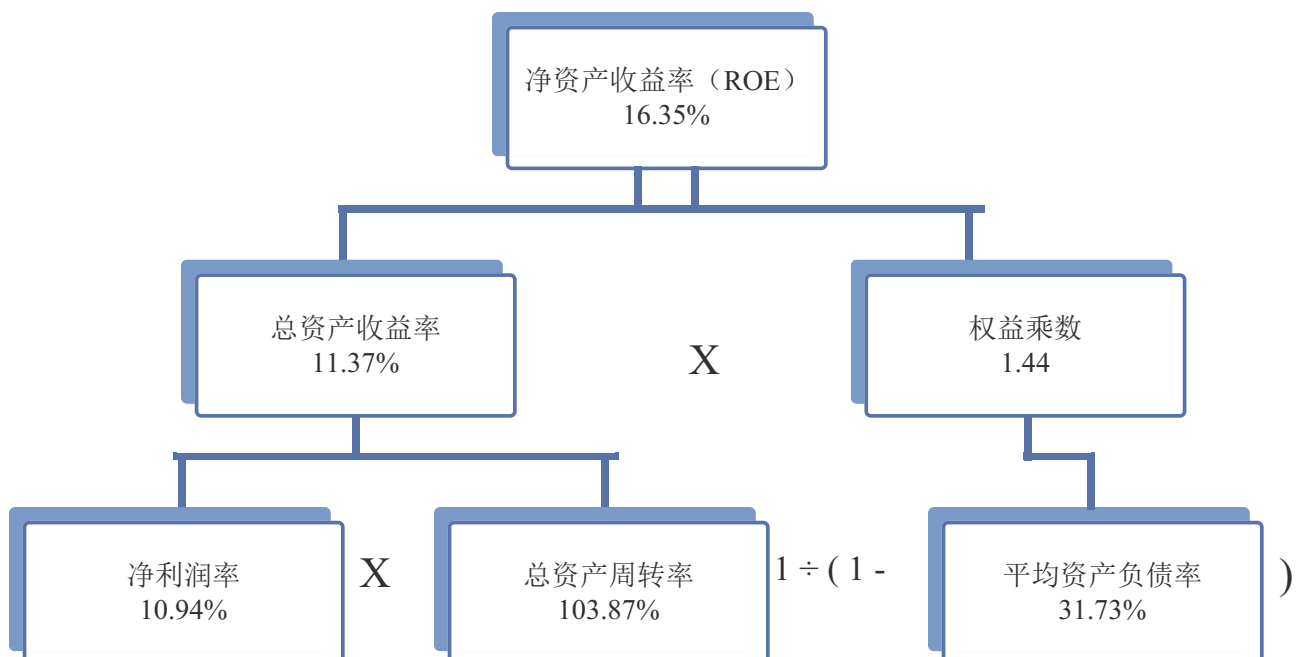 净资产收益率（ROE）
16.35%
总资产收益率
11.37%
X
权益乘数
1.44
净利润率
10.94%
X
总资产周转率
103.87%
1 ÷ ( 1 -
平均资产负债率
31.73%
)